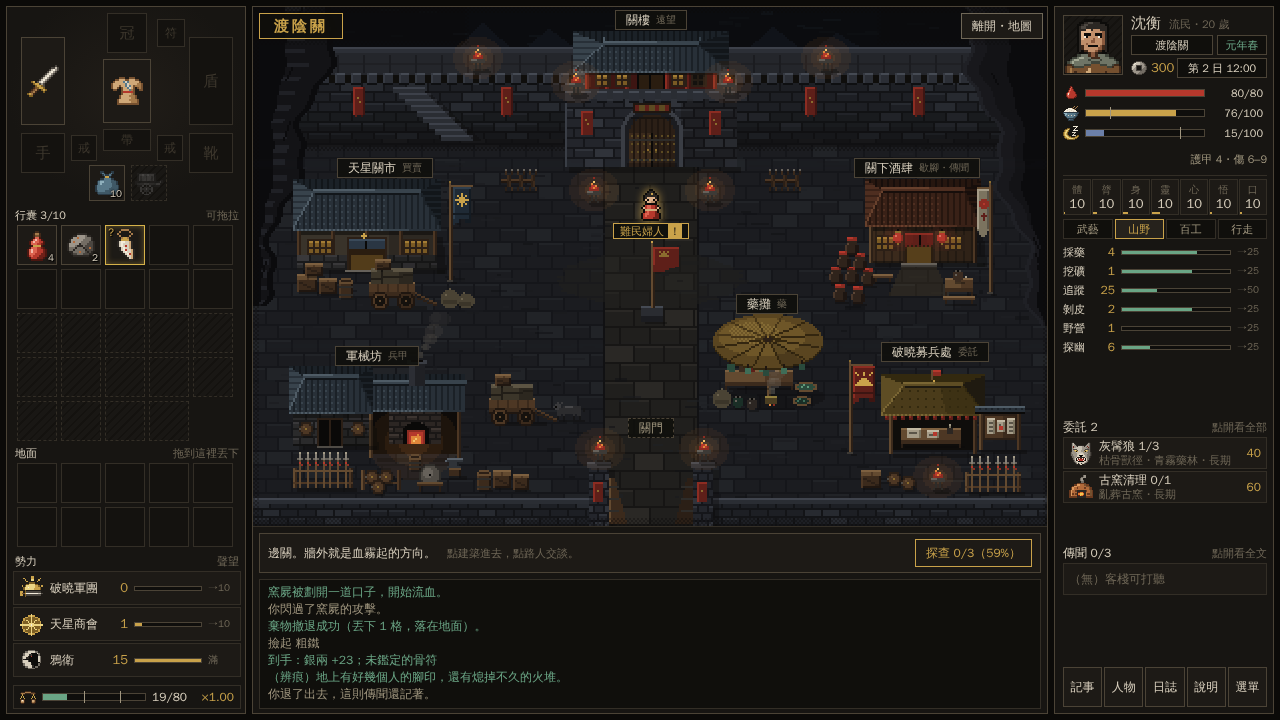 冠
符
盾
手
戒
帶
戒
靴
10
行囊 3/10
可拖拉
4
2
?
地面
拖到這裡丟下
勢力
聲望
破曉軍團 0 →10
天星商會 1 →10
鴉衛 15 滿
19/80 ×1.00
渡陰關
關樓 遠望
離開・地圖
天星關市 買賣
關下酒肆 歇腳・傳聞
難民婦人 !
藥攤 藥
軍械坊 兵甲
破曉募兵處 委託
關門
邊關。牆外就是血霧起的方向。 點建築進去，點路人交談。
探查 0/3（59%）
窯屍被劃開一道口子，開始流血。
你閃過了窯屍的攻擊。
棄物撤退成功（丟下 1 格，落在地面）。
撿起 粗鐵
到手：銀兩 +23；未鑑定的骨符
（辨痕）地上有好幾個人的腳印，還有熄掉不久的火堆。
你退了出去，這則傳聞還記著。
沈衡 流民・20 歲
渡陰關
元年春
300
第 2 日 12:00
80/80
76/100
15/100
護甲 4・傷 6–9
體 臂 身 靈 心 悟 口
10 10 10 10 10 10 10
武藝 山野 百工 行走
採藥 4 →25
挖礦 1 →25
追蹤 25 →50
剝皮 2 →25
野營 1 →25
探幽 6 →25
委託 2
點開看全部
灰鬃狼 1/3
枯骨獸徑・青霧藥林・長期
40
古窯清理 0/1
亂葬古窯・長期
60
傳聞 0/3
點開看全文
（無）客棧可打聽
記事
人物
日誌
說明
選單